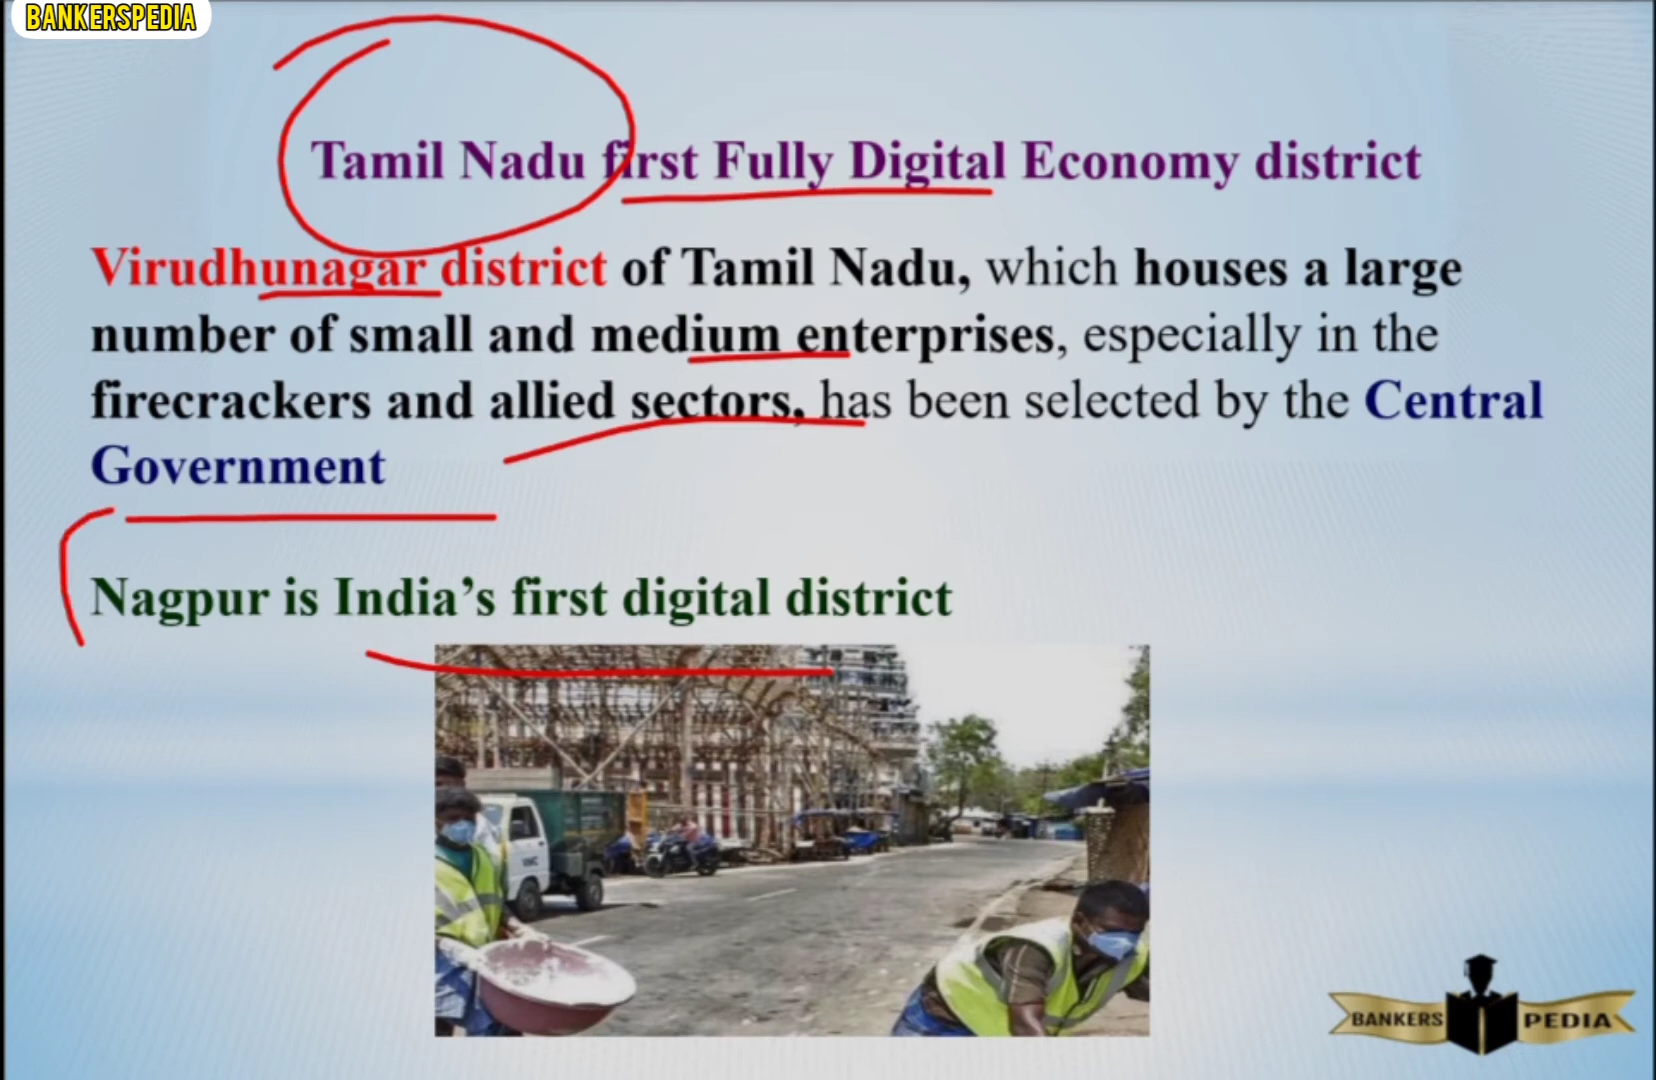 BANKERSPEDIA
Tamil Nadu first Fully Digital Economy district
Virudhunagar district of Tamil Nadu, which houses a large
number of small and medium enterprises, especially in the
firecrackers and allied sectors, has been selected by the Central
Government
Nagpur is India’s first digital district
BANKERS PEDIA